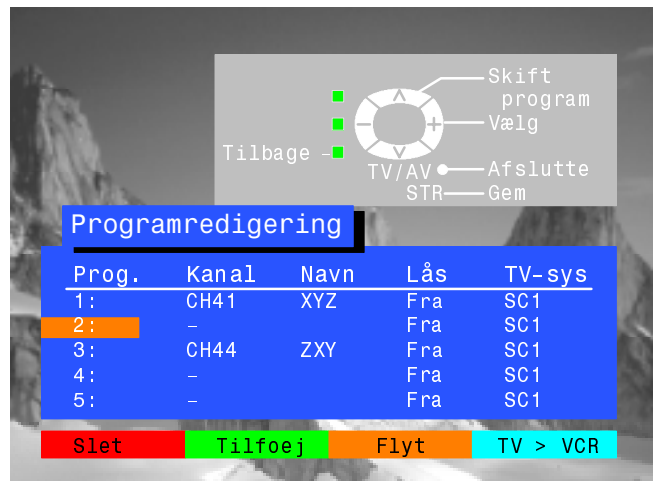 Skift
program
Vælg
Tilbage
TV/AV Afslutte
STR Gem
Programredigering
Prog. Kanal Navn Lås TV-sys
1: CH41 XYZ Fra SC1
2: – Fra SC1
3: CH44 ZXY Fra SC1
4: – Fra SC1
5: – Fra SC1
Slet Tilfoej Flyt TV > VCR